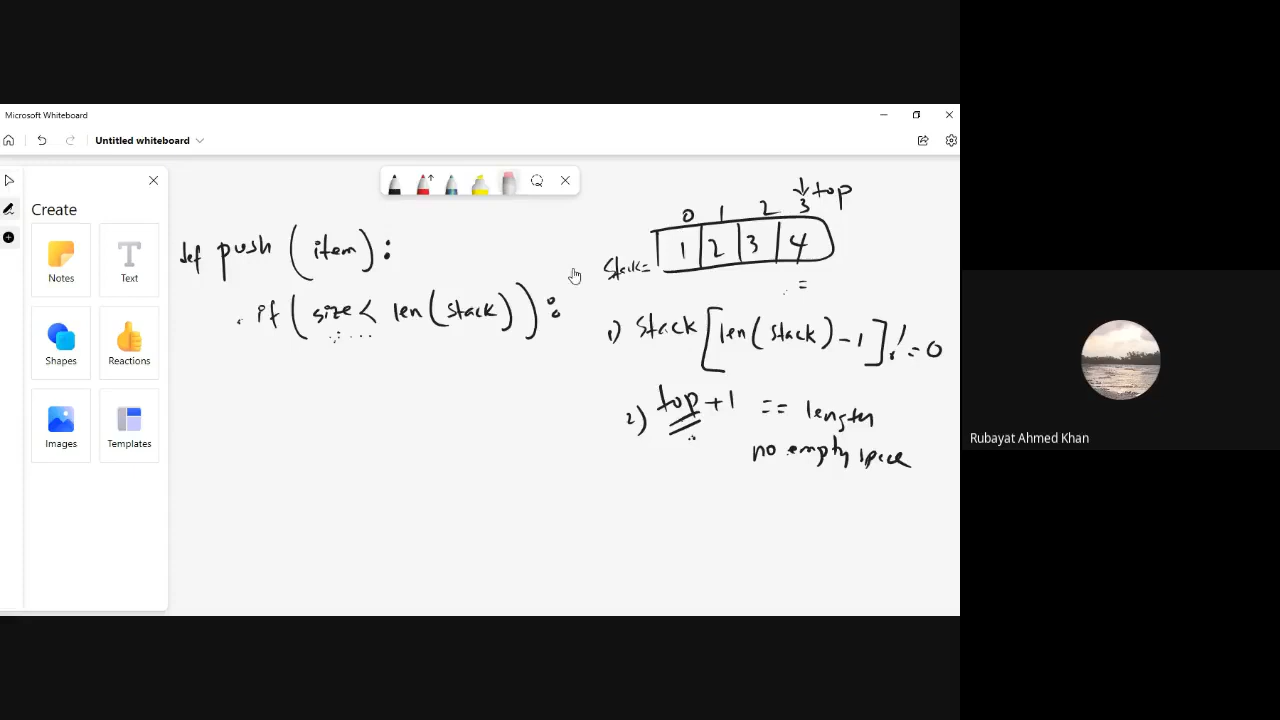 Microsoft Whiteboard
Untitled whiteboard
Create
Notes
Text
Shapes
Reactions
Images
Templates
def push (item):
if (size < len(stack)):
top
0 1 2 3
stack=
1 2 3 4
=
1) stack[len(stack)-1] != 0
2) top +1 == length
no empty space
Rubayat Ahmed Khan